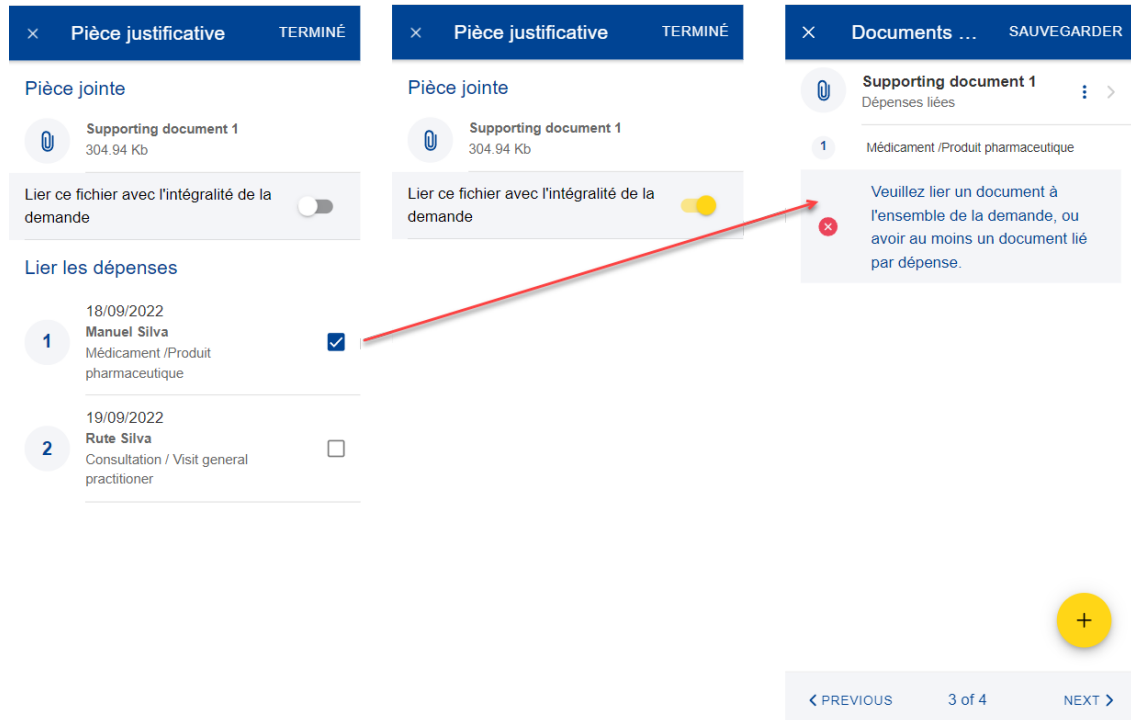 × Pièce justificative TERMINÉ
Pièce jointe
Supporting document 1
304.94 Kb
Lier ce fichier avec l'intégralité de la
demande
Lier les dépenses
1
18/09/2022
Manuel Silva
Médicament /Produit
pharmaceutique
2
19/09/2022
Rute Silva
Consultation / Visit general
practitioner
× Pièce justificative TERMINÉ
Pièce jointe
Supporting document 1
304.94 Kb
Lier ce fichier avec l'intégralité de la
demande
× Documents ... SAUVEGARDER
Supporting document 1
Dépenses liées
1 Médicament /Produit pharmaceutique
Veuillez lier un document à
l'ensemble de la demande, ou
avoir au moins un document lié
par dépense.
+
PREVIOUS 3 of 4 NEXT